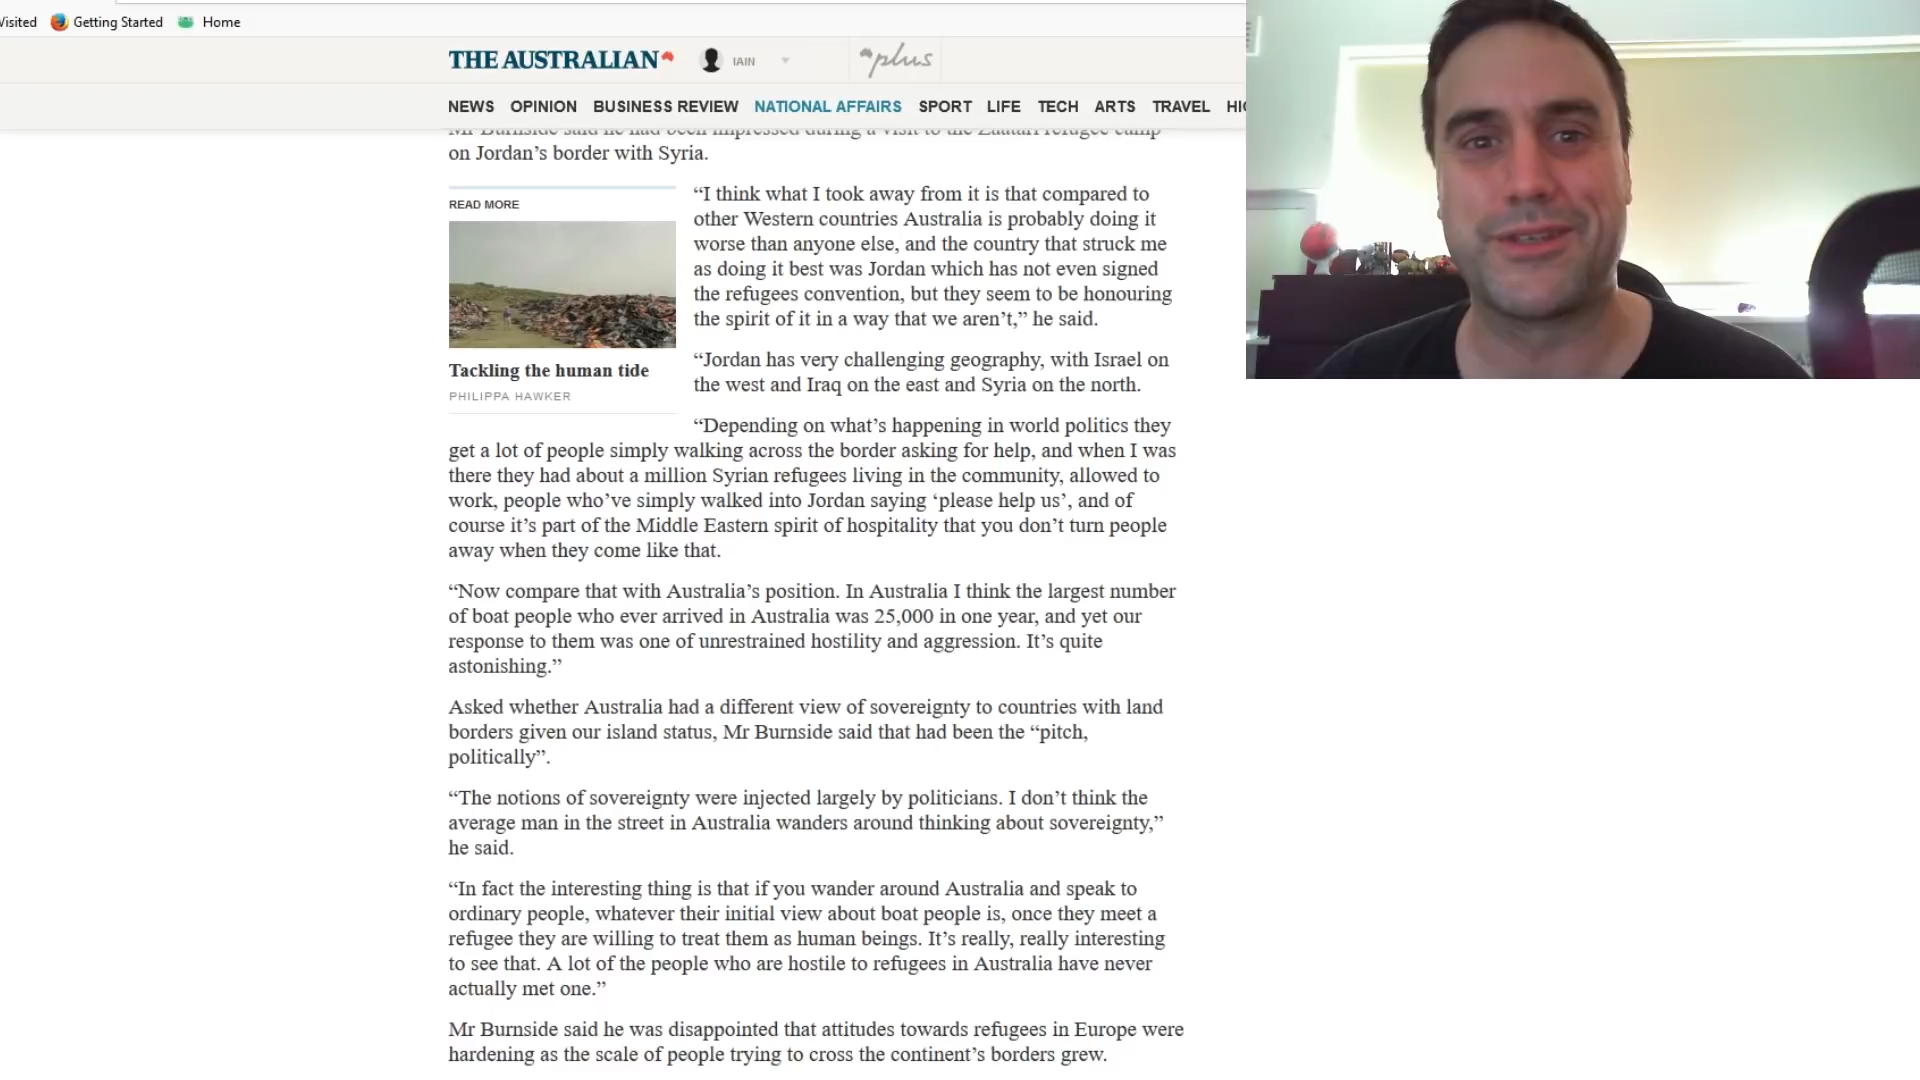 Visited Getting Started Home
THE AUSTRALIAN IAIN plus
NEWS OPINION BUSINESS REVIEW NATIONAL AFFAIRS SPORT LIFE TECH ARTS TRAVEL
Mr Burnside said he had been impressed during a visit to the Zaatari refugee camp
on Jordan’s border with Syria.
READ MORE
Tackling the human tide
PHILIPPA HAWKER
“I think what I took away from it is that compared to
other Western countries Australia is probably doing it
worse than anyone else, and the country that struck me
as doing it best was Jordan which has not even signed
the refugees convention, but they seem to be honouring
the spirit of it in a way that we aren’t,” he said.
“Jordan has very challenging geography, with Israel on
the west and Iraq on the east and Syria on the north.
“Depending on what’s happening in world politics they
get a lot of people simply walking across the border asking for help, and when I was
there they had about a million Syrian refugees living in the community, allowed to
work, people who’ve simply walked into Jordan saying ‘please help us’, and of
course it’s part of the Middle Eastern spirit of hospitality that you don’t turn people
away when they come like that.
“Now compare that with Australia’s position. In Australia I think the largest number
of boat people who ever arrived in Australia was 25,000 in one year, and yet our
response to them was one of unrestrained hostility and aggression. It’s quite
astonishing.”
Asked whether Australia had a different view of sovereignty to countries with land
borders given our island status, Mr Burnside said that had been the “pitch,
politically”.
“The notions of sovereignty were injected largely by politicians. I don’t think the
average man in the street in Australia wanders around thinking about sovereignty,”
he said.
“In fact the interesting thing is that if you wander around Australia and speak to
ordinary people, whatever their initial view about boat people is, once they meet a
refugee they are willing to treat them as human beings. It’s really, really interesting
to see that. A lot of the people who are hostile to refugees in Australia have never
actually met one.”
Mr Burnside said he was disappointed that attitudes towards refugees in Europe were
hardening as the scale of people trying to cross the continent’s borders grew.